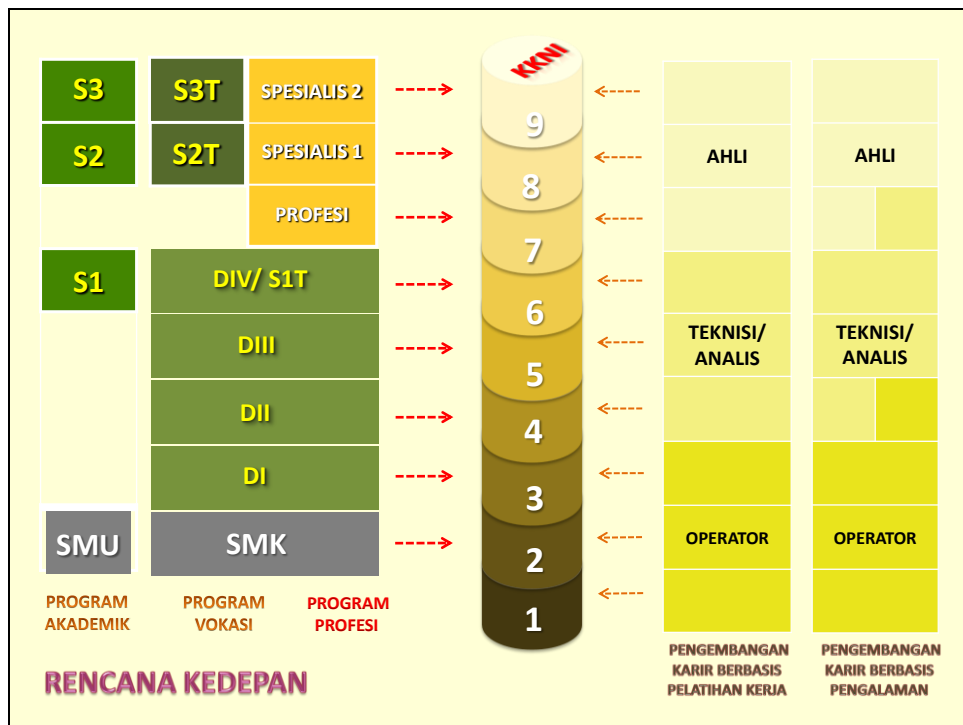 KKNI
S3 S3T SPESIALIS 2 9
S2 S2T SPESIALIS 1 8 AHLI AHLI
PROFESI 7
S1 DIV/ S1T 6
DIII 5 TEKNISI/ ANALIS TEKNISI/ ANALIS
DII 4
DI 3
SMU SMK 2 OPERATOR OPERATOR
1
PROGRAM AKADEMIK
PROGRAM VOKASI
PROGRAM PROFESI
PENGEMBANGAN
KARIR BERBASIS
PELATIHAN KERJA
PENGEMBANGAN
KARIR BERBASIS
PENGALAMAN
RENCANA KEDEPAN